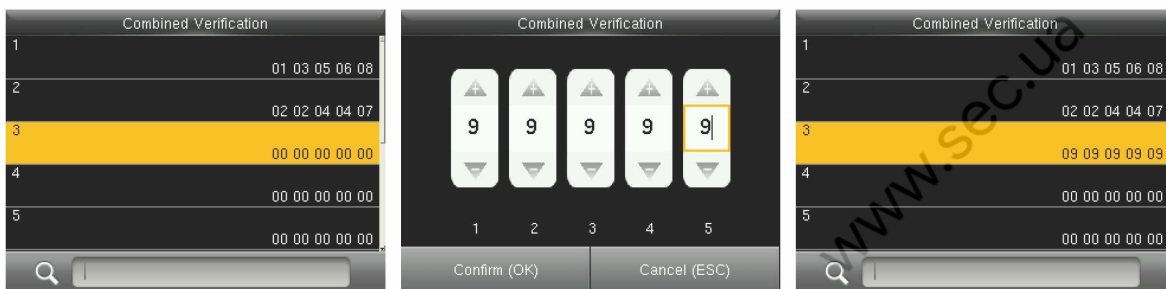 Combined Verification
1
01 03 05 06 08
2
02 02 04 04 07
3
00 00 00 00 00
4
00 00 00 00 00
5
00 00 00 00 00
Combined Verification
9 9 9 9 9
1 2 3 4 5
Confirm (OK) Cancel (ESC)
Combined Verification
1
01 03 05 06 08
2
02 02 04 04 07
3
09 09 09 09 09
4
00 00 00 00 00
5
00 00 00 00 00
www.sec.ua